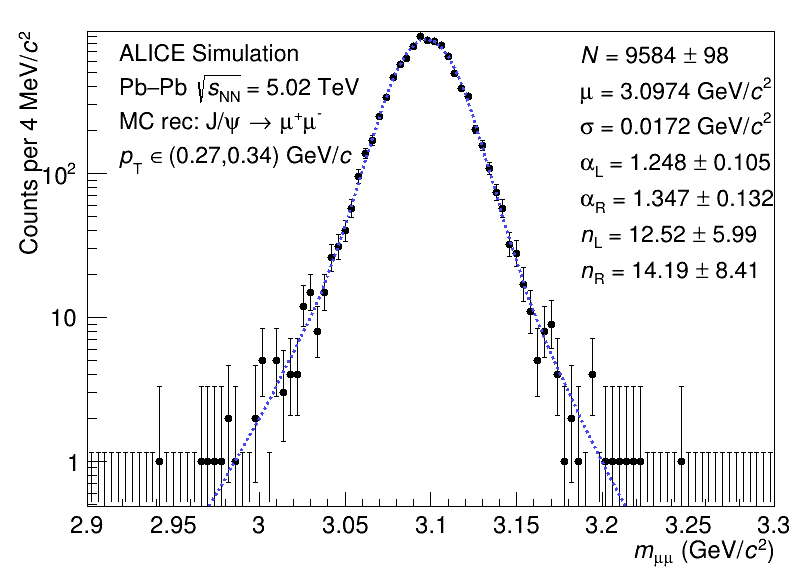 Counts per 4 MeV/c²
ALICE Simulation
Pb–Pb √sNN = 5.02 TeV
MC rec: J/ψ → μ⁺μ⁻
pT ∈ (0.27,0.34) GeV/c
N = 9584 ± 98
μ = 3.0974 GeV/c²
σ = 0.0172 GeV/c²
αL = 1.248 ± 0.105
αR = 1.347 ± 0.132
nL = 12.52 ± 5.99
nR = 14.19 ± 8.41
10²
10
1
2.9 2.95 3 3.05 3.1 3.15 3.2 3.25 3.3
mμμ (GeV/c²)